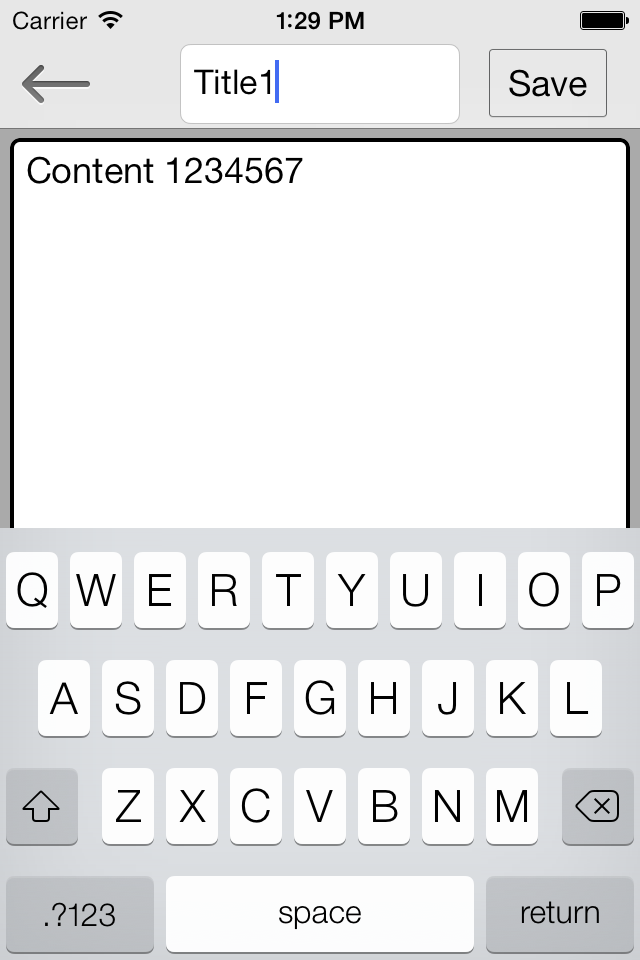 Carrier 1:29 PM
Title1 Save
Content 1234567
Q W E R T Y U I O P
A S D F G H J K L
Z X C V B N M
.?123 space return